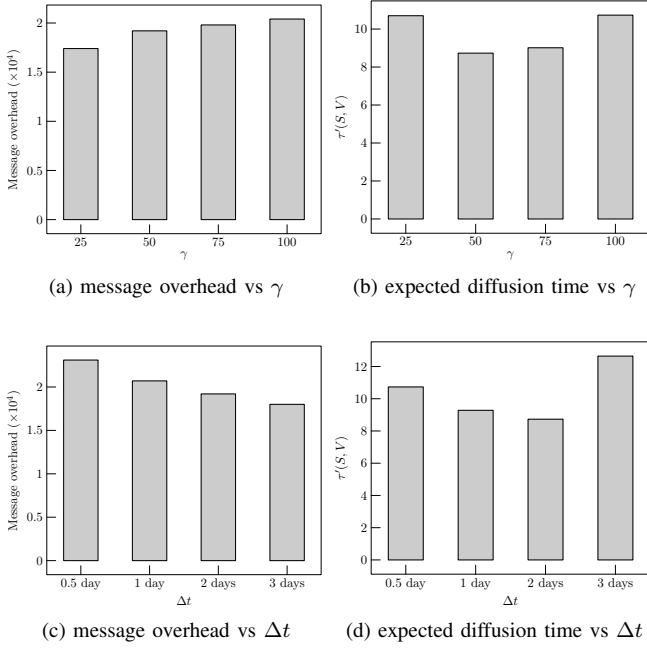 Message overhead (×10⁴)
2
1.5
1
0.5
0
25 50 75 100
γ
(a) message overhead vs γ
τ′(S, V)
10
8
6
4
2
0
25 50 75 100
γ
(b) expected diffusion time vs γ
Message overhead (×10⁴)
2
1.5
1
0.5
0
0.5 day 1 day 2 days 3 days
Δt
(c) message overhead vs Δt
τ′(S, V)
12
10
8
6
4
2
0
0.5 day 1 day 2 days 3 days
Δt
(d) expected diffusion time vs Δt